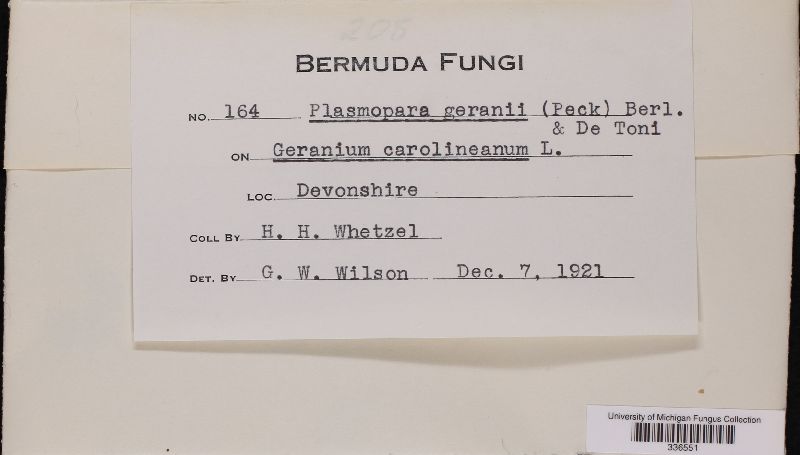 208
BERMUDA FUNGI
NO. 164 Plasmopara geranii (Peck) Berl.
& De Toni
ON Geranium carolineanum L.
LOC. Devonshire
COLL BY H. H. Whetzel
DET. BY G. W. Wilson Dec. 7, 1921
University of Michigan Fungus Collection
336551